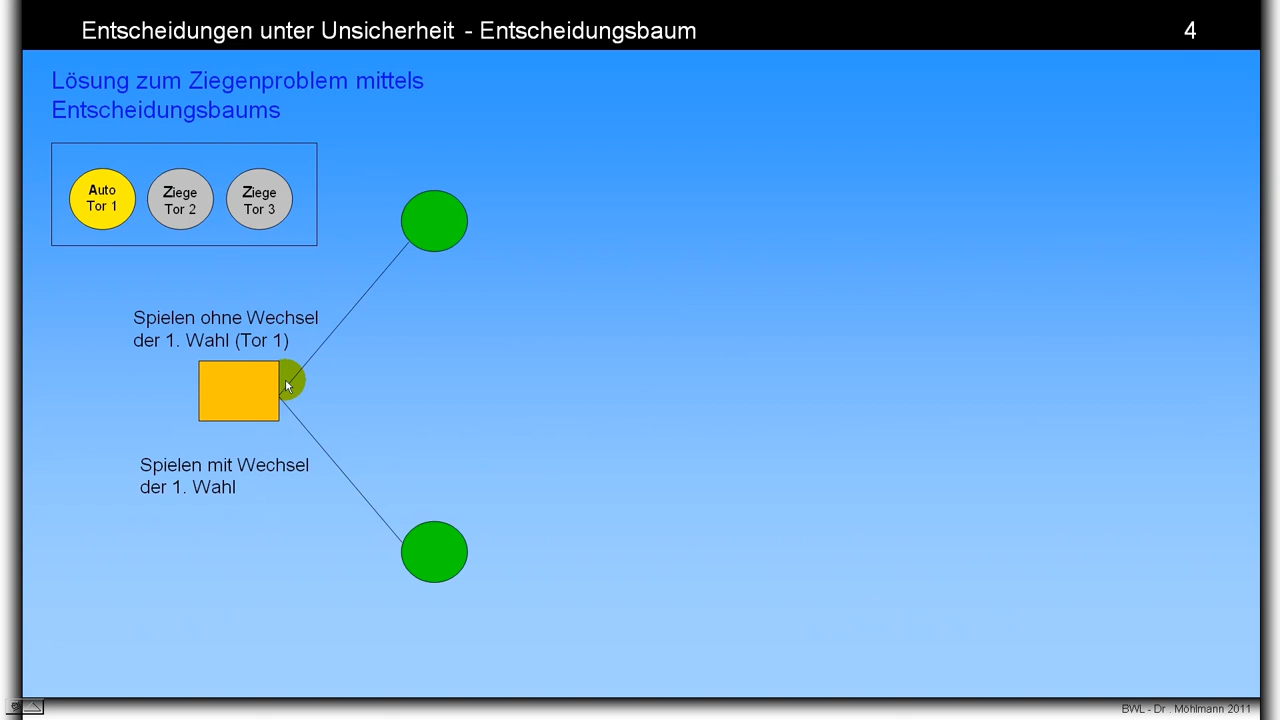 Entscheidungen unter Unsicherheit - Entscheidungsbaum
4
Lösung zum Ziegenproblem mittels
Entscheidungsbaums
Auto
Tor 1
Ziege
Tor 2
Ziege
Tor 3
Spielen ohne Wechsel
der 1. Wahl (Tor 1)
Spielen mit Wechsel
der 1. Wahl
BWL - Dr . Möhlmann 2011